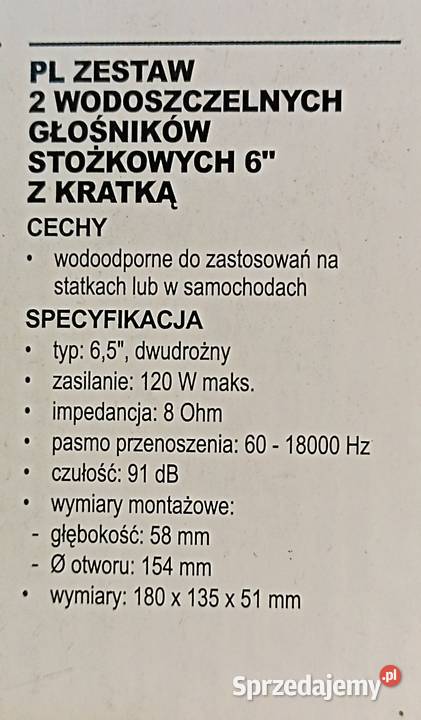 PL ZESTAW
2 WODOSZCZELNYCH
GŁOŚNIKÓW
STOŻKOWYCH 6"
Z KRATKĄ
CECHY
• wodoodporne do zastosowań na
statkach lub w samochodach
SPECYFIKACJA
• typ: 6,5", dwudrożny
• zasilanie: 120 W maks.
• impedancja: 8 Ohm
• pasmo przenoszenia: 60 - 18000 Hz
• czułość: 91 dB
• wymiary montażowe:
- głębokość: 58 mm
- Ø otworu: 154 mm
• wymiary: 180 x 135 x 51 mm
Sprzedajemy.pl